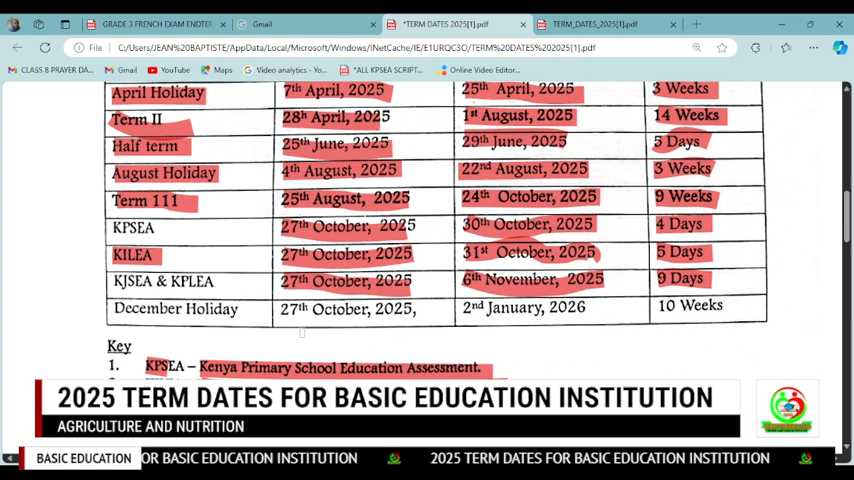 GRADE 3 FRENCH EXAM ENDTER
Gmail
*TERM DATES 2025[1].pdf
TERM_DATES_2025[1].pdf
File
C:/Users/JEAN BAPTISTE/AppData/Local/Microsoft/Windows/INetCache/IE/E1URQC3O/TERM%20DATES%202025[1].pdf
CLASS 8 PRAYER DA...
Gmail
YouTube
Maps
Video analytics - Yo...
*ALL KPSEA SCRIPT...
Online Video Editor...
April Holiday 7th April, 2025 25th April, 2025 3 Weeks
Term II 28h April, 2025 1st August, 2025 14 Weeks
Half term 25th June, 2025 29th June, 2025 5 Days
August Holiday 4th August, 2025 22nd August, 2025 3 Weeks
Term 111 25th August, 2025 24th October, 2025 9 Weeks
KPSEA 27th October, 2025 30th October, 2025 4 Days
KILEA 27th October, 2025 31st October, 2025 5 Days
KJSEA & KPLEA 27th October, 2025 6th November, 2025 9 Days
December Holiday 27th October, 2025, 2nd January, 2026 10 Weeks
Key
1. KPSEA – Kenya Primary School Education Assessment.
2025 TERM DATES FOR BASIC EDUCATION INSTITUTION
AGRICULTURE AND NUTRITION
BASIC EDUCATION
OR BASIC EDUCATION INSTITUTION
2025 TERM DATES FOR BASIC EDUCATION INSTITUTION